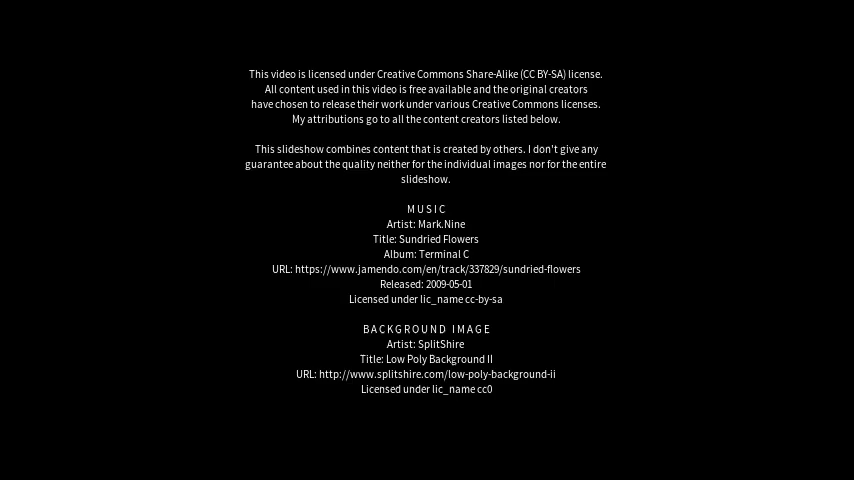 This video is licensed under Creative Commons Share-Alike (CC BY-SA) license.
All content used in this video is free available and the original creators
have chosen to release their work under various Creative Commons licenses.
My attributions go to all the content creators listed below.
This slideshow combines content that is created by others. I don't give any
guarantee about the quality neither for the individual images nor for the entire
slideshow.
MUSIC
Artist: Mark.Nine
Title: Sundried Flowers
Album: Terminal C
URL: https://www.jamendo.com/en/track/337829/sundried-flowers
Released: 2009-05-01
Licensed under lic_name cc-by-sa
BACKGROUND IMAGE
Artist: SplitShire
Title: Low Poly Background II
URL: http://www.splitshire.com/low-poly-background-ii
Licensed under lic_name cc0